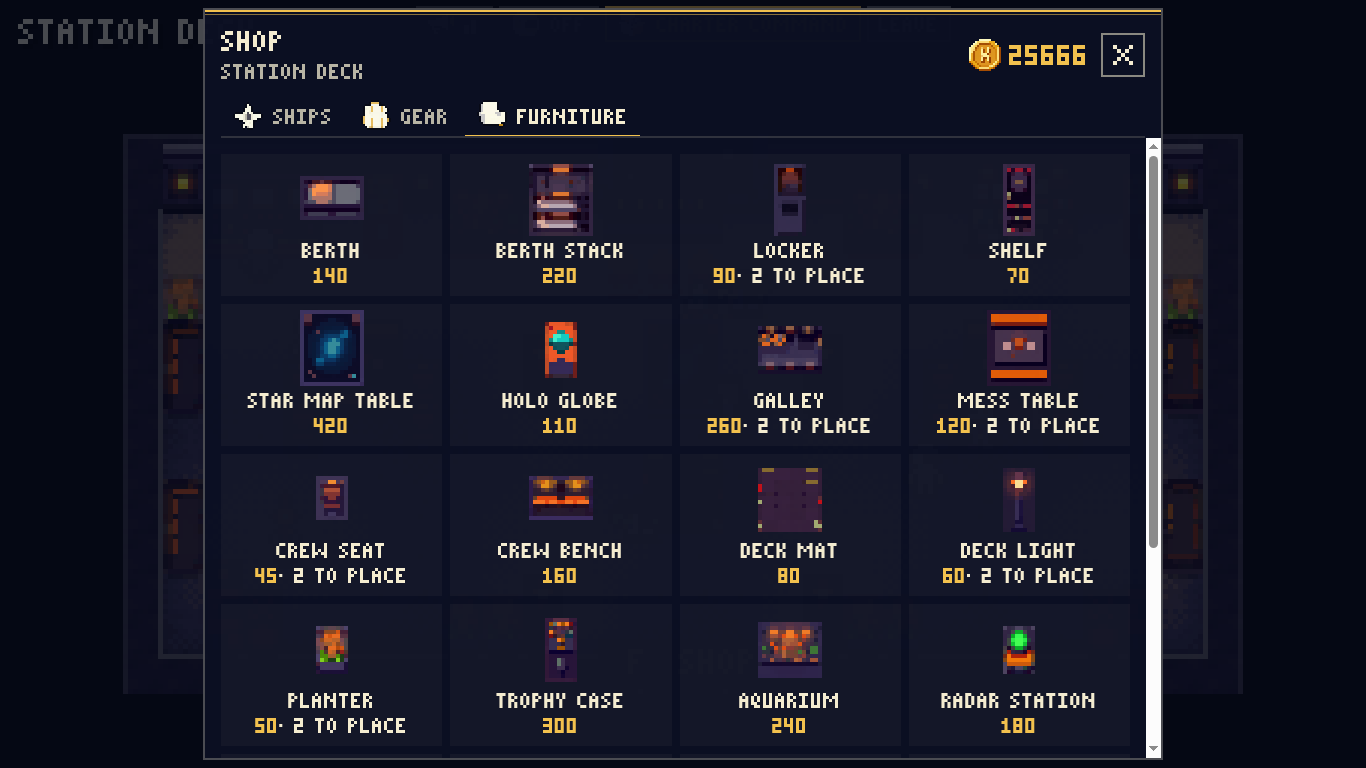 STATION DE
SHOP
STATION DECK
25666
SHIPS
GEAR
FURNITURE
BERTH
140
BERTH STACK
220
LOCKER
90· 2 TO PLACE
SHELF
70
STAR MAP TABLE
420
HOLO GLOBE
110
GALLEY
260· 2 TO PLACE
MESS TABLE
120· 2 TO PLACE
CREW SEAT
45· 2 TO PLACE
CREW BENCH
160
DECK MAT
80
DECK LIGHT
60· 2 TO PLACE
PLANTER
50· 2 TO PLACE
TROPHY CASE
300
AQUARIUM
240
RADAR STATION
180